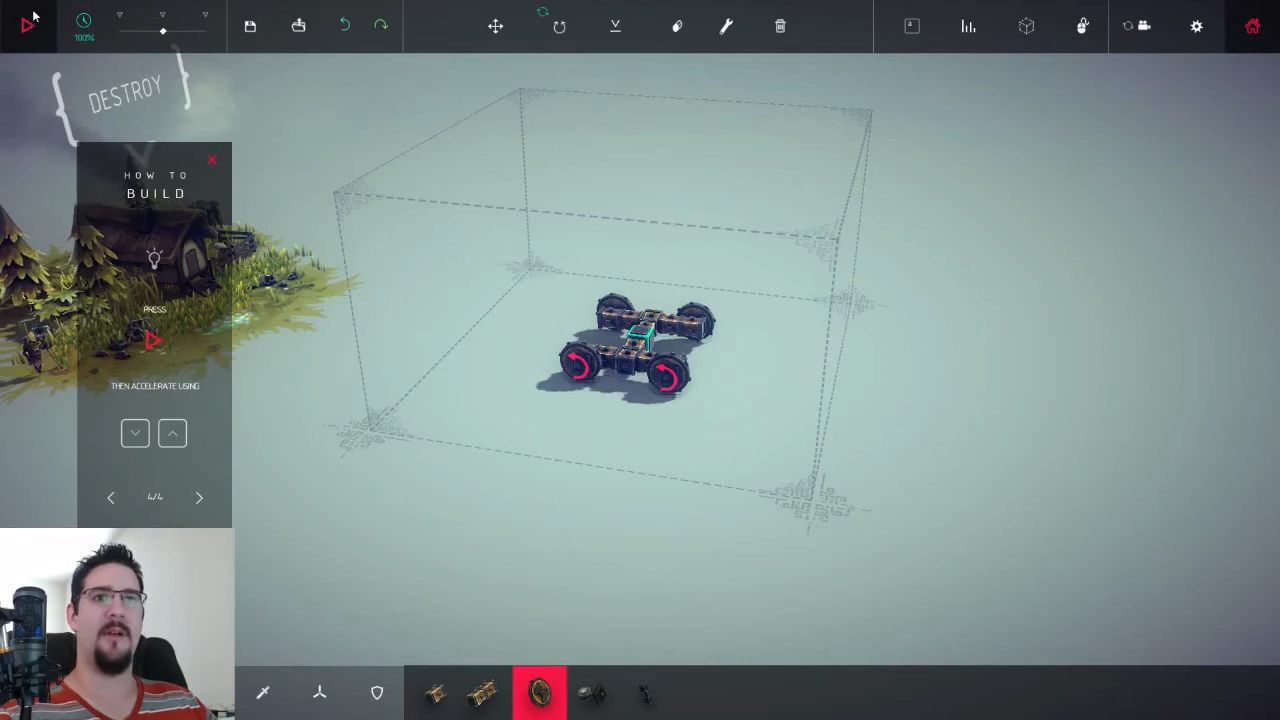 100%
DESTROY
HOW TO
BUILD
PRESS
THEN ACCELERATE USING
4/4